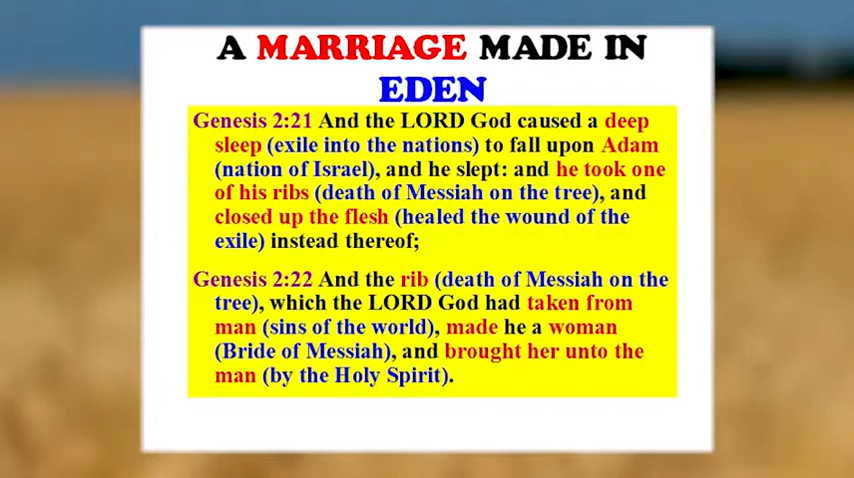 A MARRIAGE MADE IN
EDEN
Genesis 2:21 And the LORD God caused a deep
sleep (exile into the nations) to fall upon Adam
(nation of Israel), and he slept: and he took one
of his ribs (death of Messiah on the tree), and
closed up the flesh (healed the wound of the
exile) instead thereof;
Genesis 2:22 And the rib (death of Messiah on the
tree), which the LORD God had taken from
man (sins of the world), made he a woman
(Bride of Messiah), and brought her unto the
man (by the Holy Spirit).